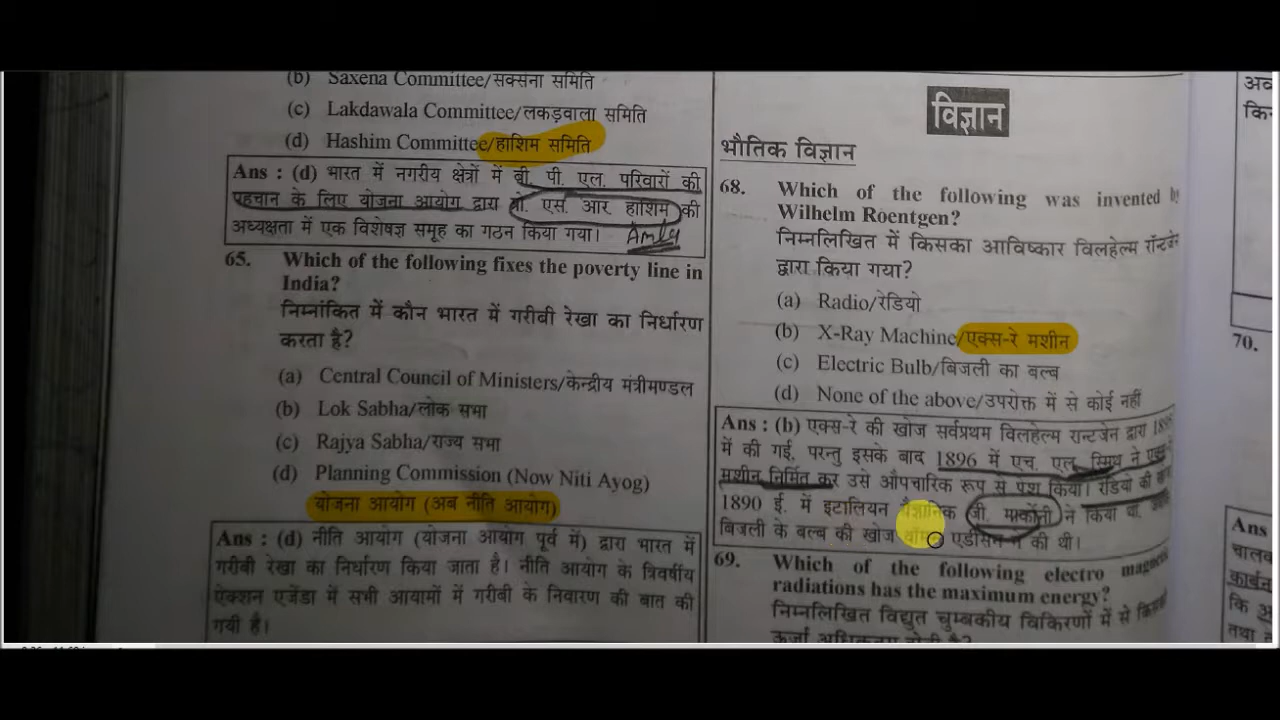 (b) Saxena Committee/सक्सेना समिति
(c) Lakdawala Committee/लकड़वाला समिति
(d) Hashim Committee/हाशिम समिति
Ans : (d) भारत में नगरीय क्षेत्रों में बी. पी. एल. परिवारों की
पहचान के लिए योजना आयोग द्वारा प्रो. एस. आर. हाशिम की
अध्यक्षता में एक विशेषज्ञ समूह का गठन किया गया।
65. Which of the following fixes the poverty line in
India?
निम्नांकित में कौन भारत में गरीबी रेखा का निर्धारण
करता है?
(a) Central Council of Ministers/केन्द्रीय मंत्रीमण्डल
(b) Lok Sabha/लोक सभा
(c) Rajya Sabha/राज्य सभा
(d) Planning Commission (Now Niti Ayog)
योजना आयोग (अब नीति आयोग)
Ans : (d) नीति आयोग (योजना आयोग पूर्व में) द्वारा भारत में
गरीबी रेखा का निर्धारण किया जाता है। नीति आयोग के त्रिवर्षीय
ऐक्शन एजेंडा में सभी आयामों में गरीबी के निवारण की बात की
गयी है।
विज्ञान
भौतिक विज्ञान
68. Which of the following was invented by
Wilhelm Roentgen?
निम्नलिखित में किसका आविष्कार विलहेल्म रॉन्टजेन
द्वारा किया गया?
(a) Radio/रेडियो
(b) X-Ray Machine/एक्स-रे मशीन
(c) Electric Bulb/बिजली का बल्ब
(d) None of the above/उपरोक्त में से कोई नहीं
Ans : (b) एक्स-रे की खोज सर्वप्रथम विलहेल्म रान्टजेन द्वारा
में की गई, परन्तु इसके बाद 1896 में एच. एल. स्मिथ ने
मशीन निर्मित कर उसे औपचारिक रूप से पेश किया। रेडियो की
1890 ई. में इटालियन वैज्ञानिक जी. मार्कोनी ने किया था,
बिजली के बल्ब की खोज एडीसन ने की थी।
69. Which of the following electro
radiations has the maximum energy?
निम्नलिखित विद्युत चुम्बकीय विकिरणों में से
ऊर्जा अधिकतम होती है?
70.
Ans